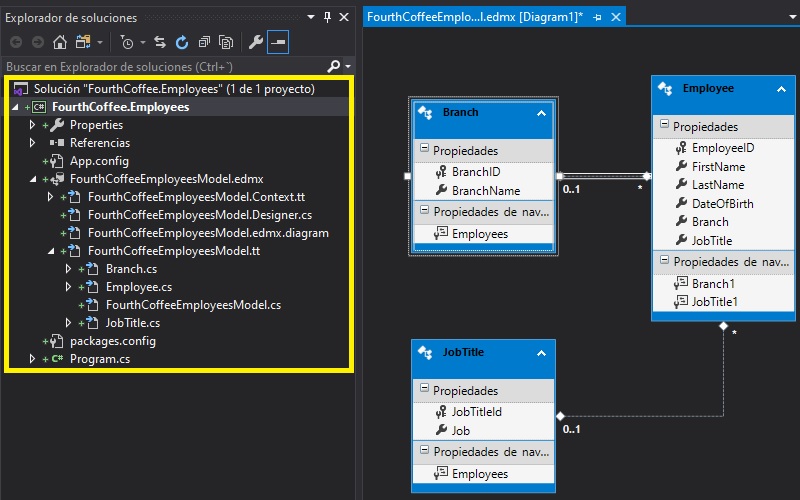 Explorador de soluciones
Buscar en Explorador de soluciones (Ctrl+`)
Solución "FourthCoffee.Employees" (1 de 1 proyecto)
FourthCoffee.Employees
Properties
Referencias
App.config
FourthCoffeeEmployeesModel.edmx
FourthCoffeeEmployeesModel.Context.tt
FourthCoffeeEmployeesModel.Designer.cs
FourthCoffeeEmployeesModel.edmx.diagram
FourthCoffeeEmployeesModel.tt
Branch.cs
Employee.cs
FourthCoffeeEmployeesModel.cs
JobTitle.cs
packages.config
C# Program.cs
FourthCoffeeEmplo...l.edmx [Diagram1]*
Branch
Propiedades
BranchID
BranchName
Propiedades de nav...
Employees
0..1
*
Employee
Propiedades
EmployeeID
FirstName
LastName
DateOfBirth
Branch
JobTitle
Propiedades de nav...
Branch1
JobTitle1
*
JobTitle
Propiedades
JobTitleId
Job
Propiedades de nav...
Employees
0..1